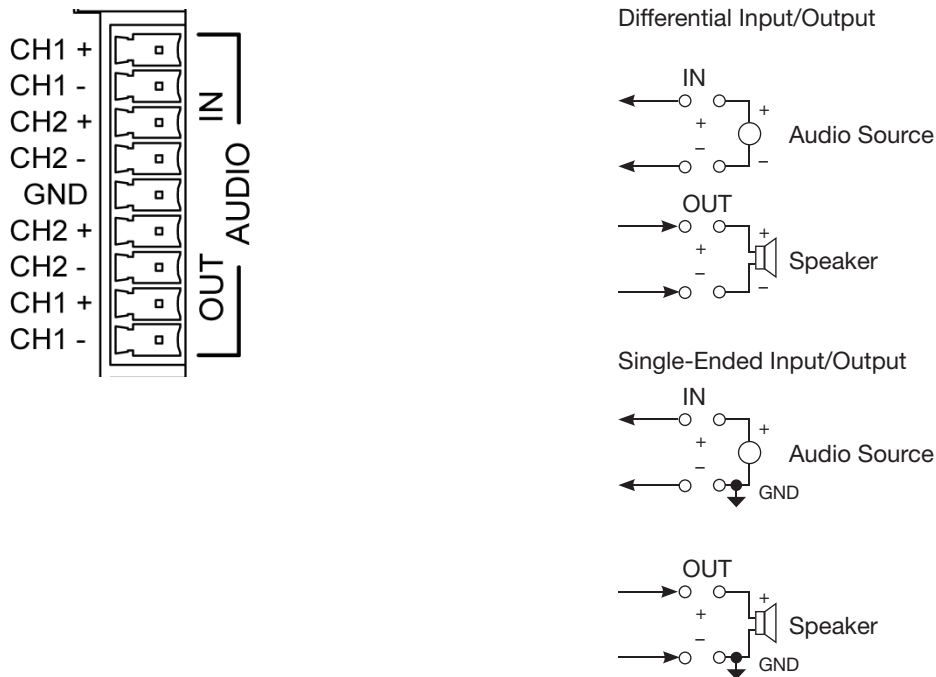 CH1 +
CH1 -
CH2 +
CH2 -
GND
CH2 +
CH2 -
CH1 +
CH1 -
IN
AUDIO
OUT
Differential Input/Output
IN
+
+
−
−
Audio Source
OUT
+
+
−
−
Speaker
Single-Ended Input/Output
IN
+
+
−
Audio Source
GND
OUT
+
+
−
Speaker
GND